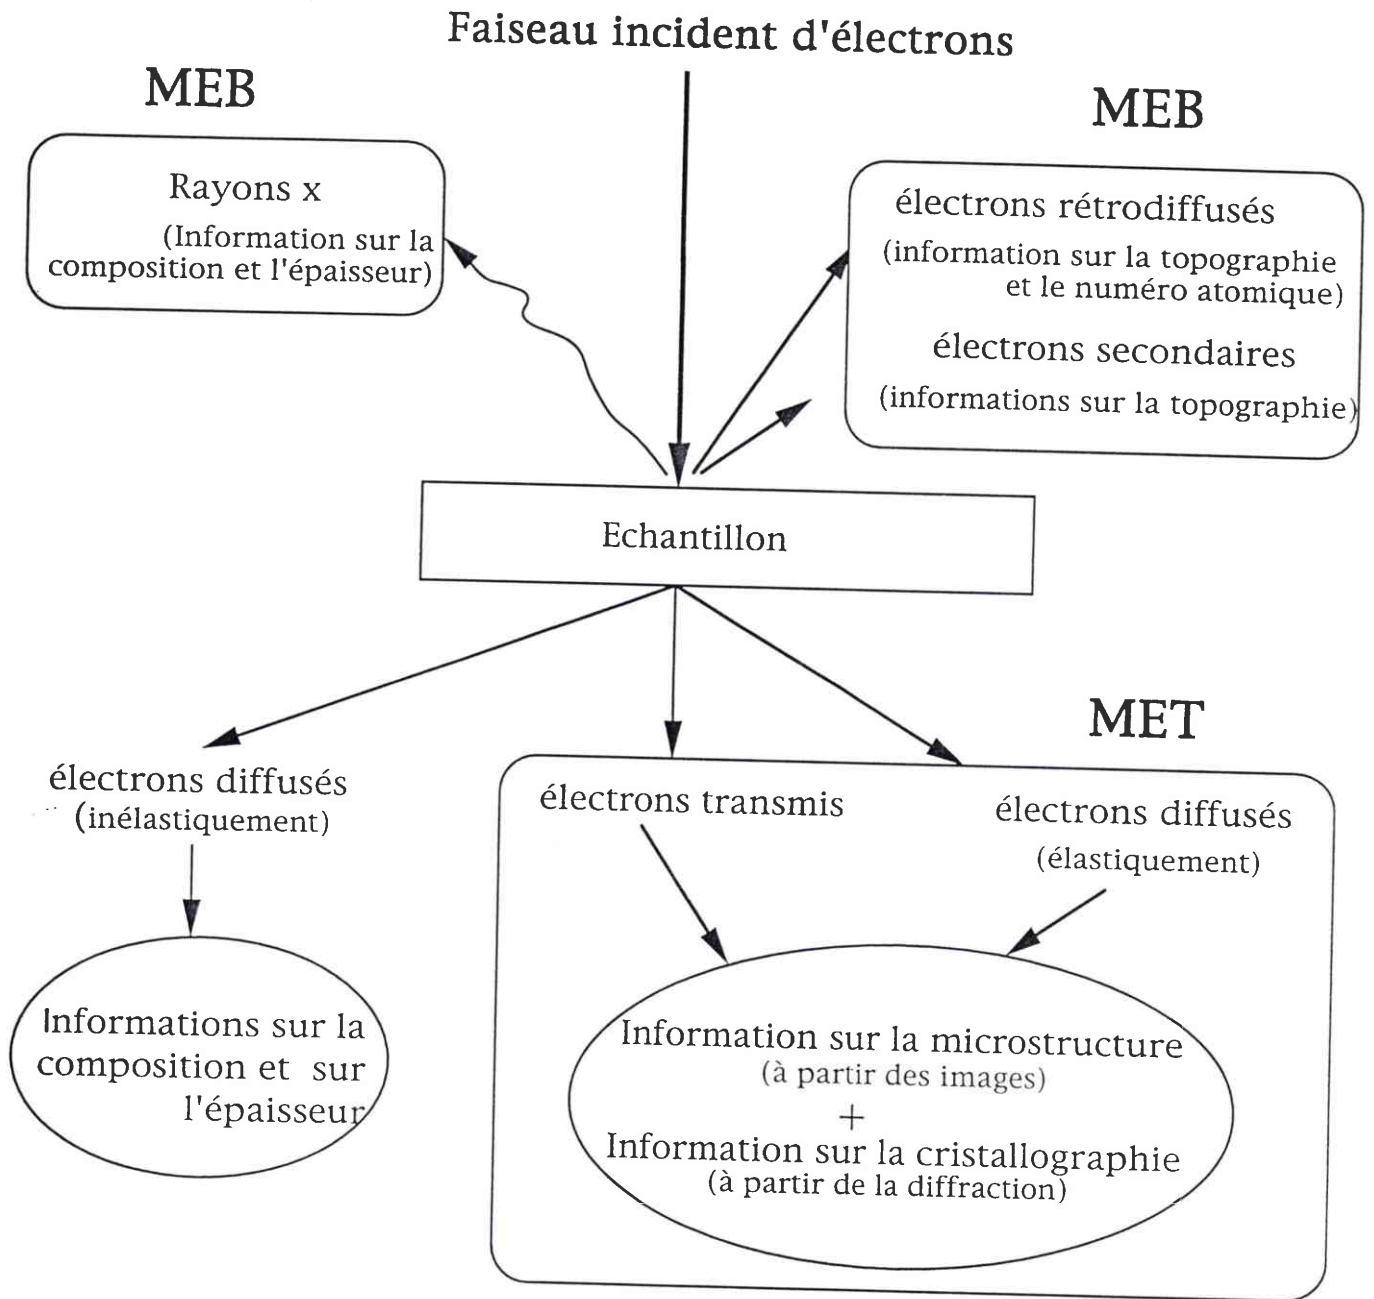 Faiseau incident d'électrons
MEB
Rayons x
(Information sur la
composition et l'épaisseur)
MEB
électrons rétrodiffusés
(information sur la topographie
et le numéro atomique)
électrons secondaires
(informations sur la topographie)
Echantillon
électrons diffusés
(inélastiquement)
Informations sur la
composition et sur
l'épaisseur
MET
électrons transmis
électrons diffusés
(élastiquement)
Information sur la microstructure
(à partir des images)
+
Information sur la cristallographie
(à partir de la diffraction)